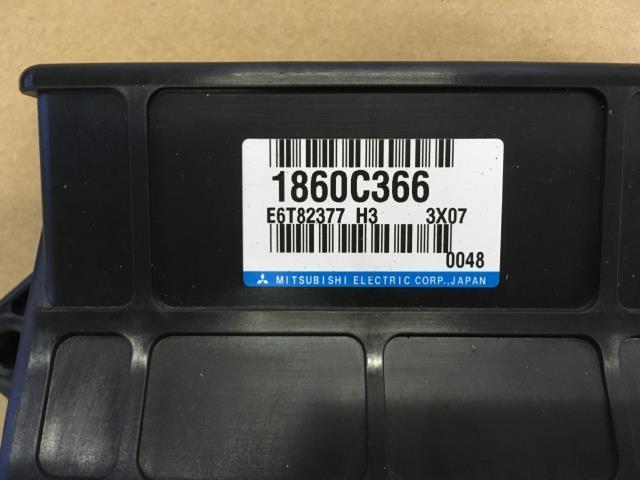 1860C366
E6T82377 H3 3X07
0048
MITSUBISHI ELECTRIC CORP.,JAPAN